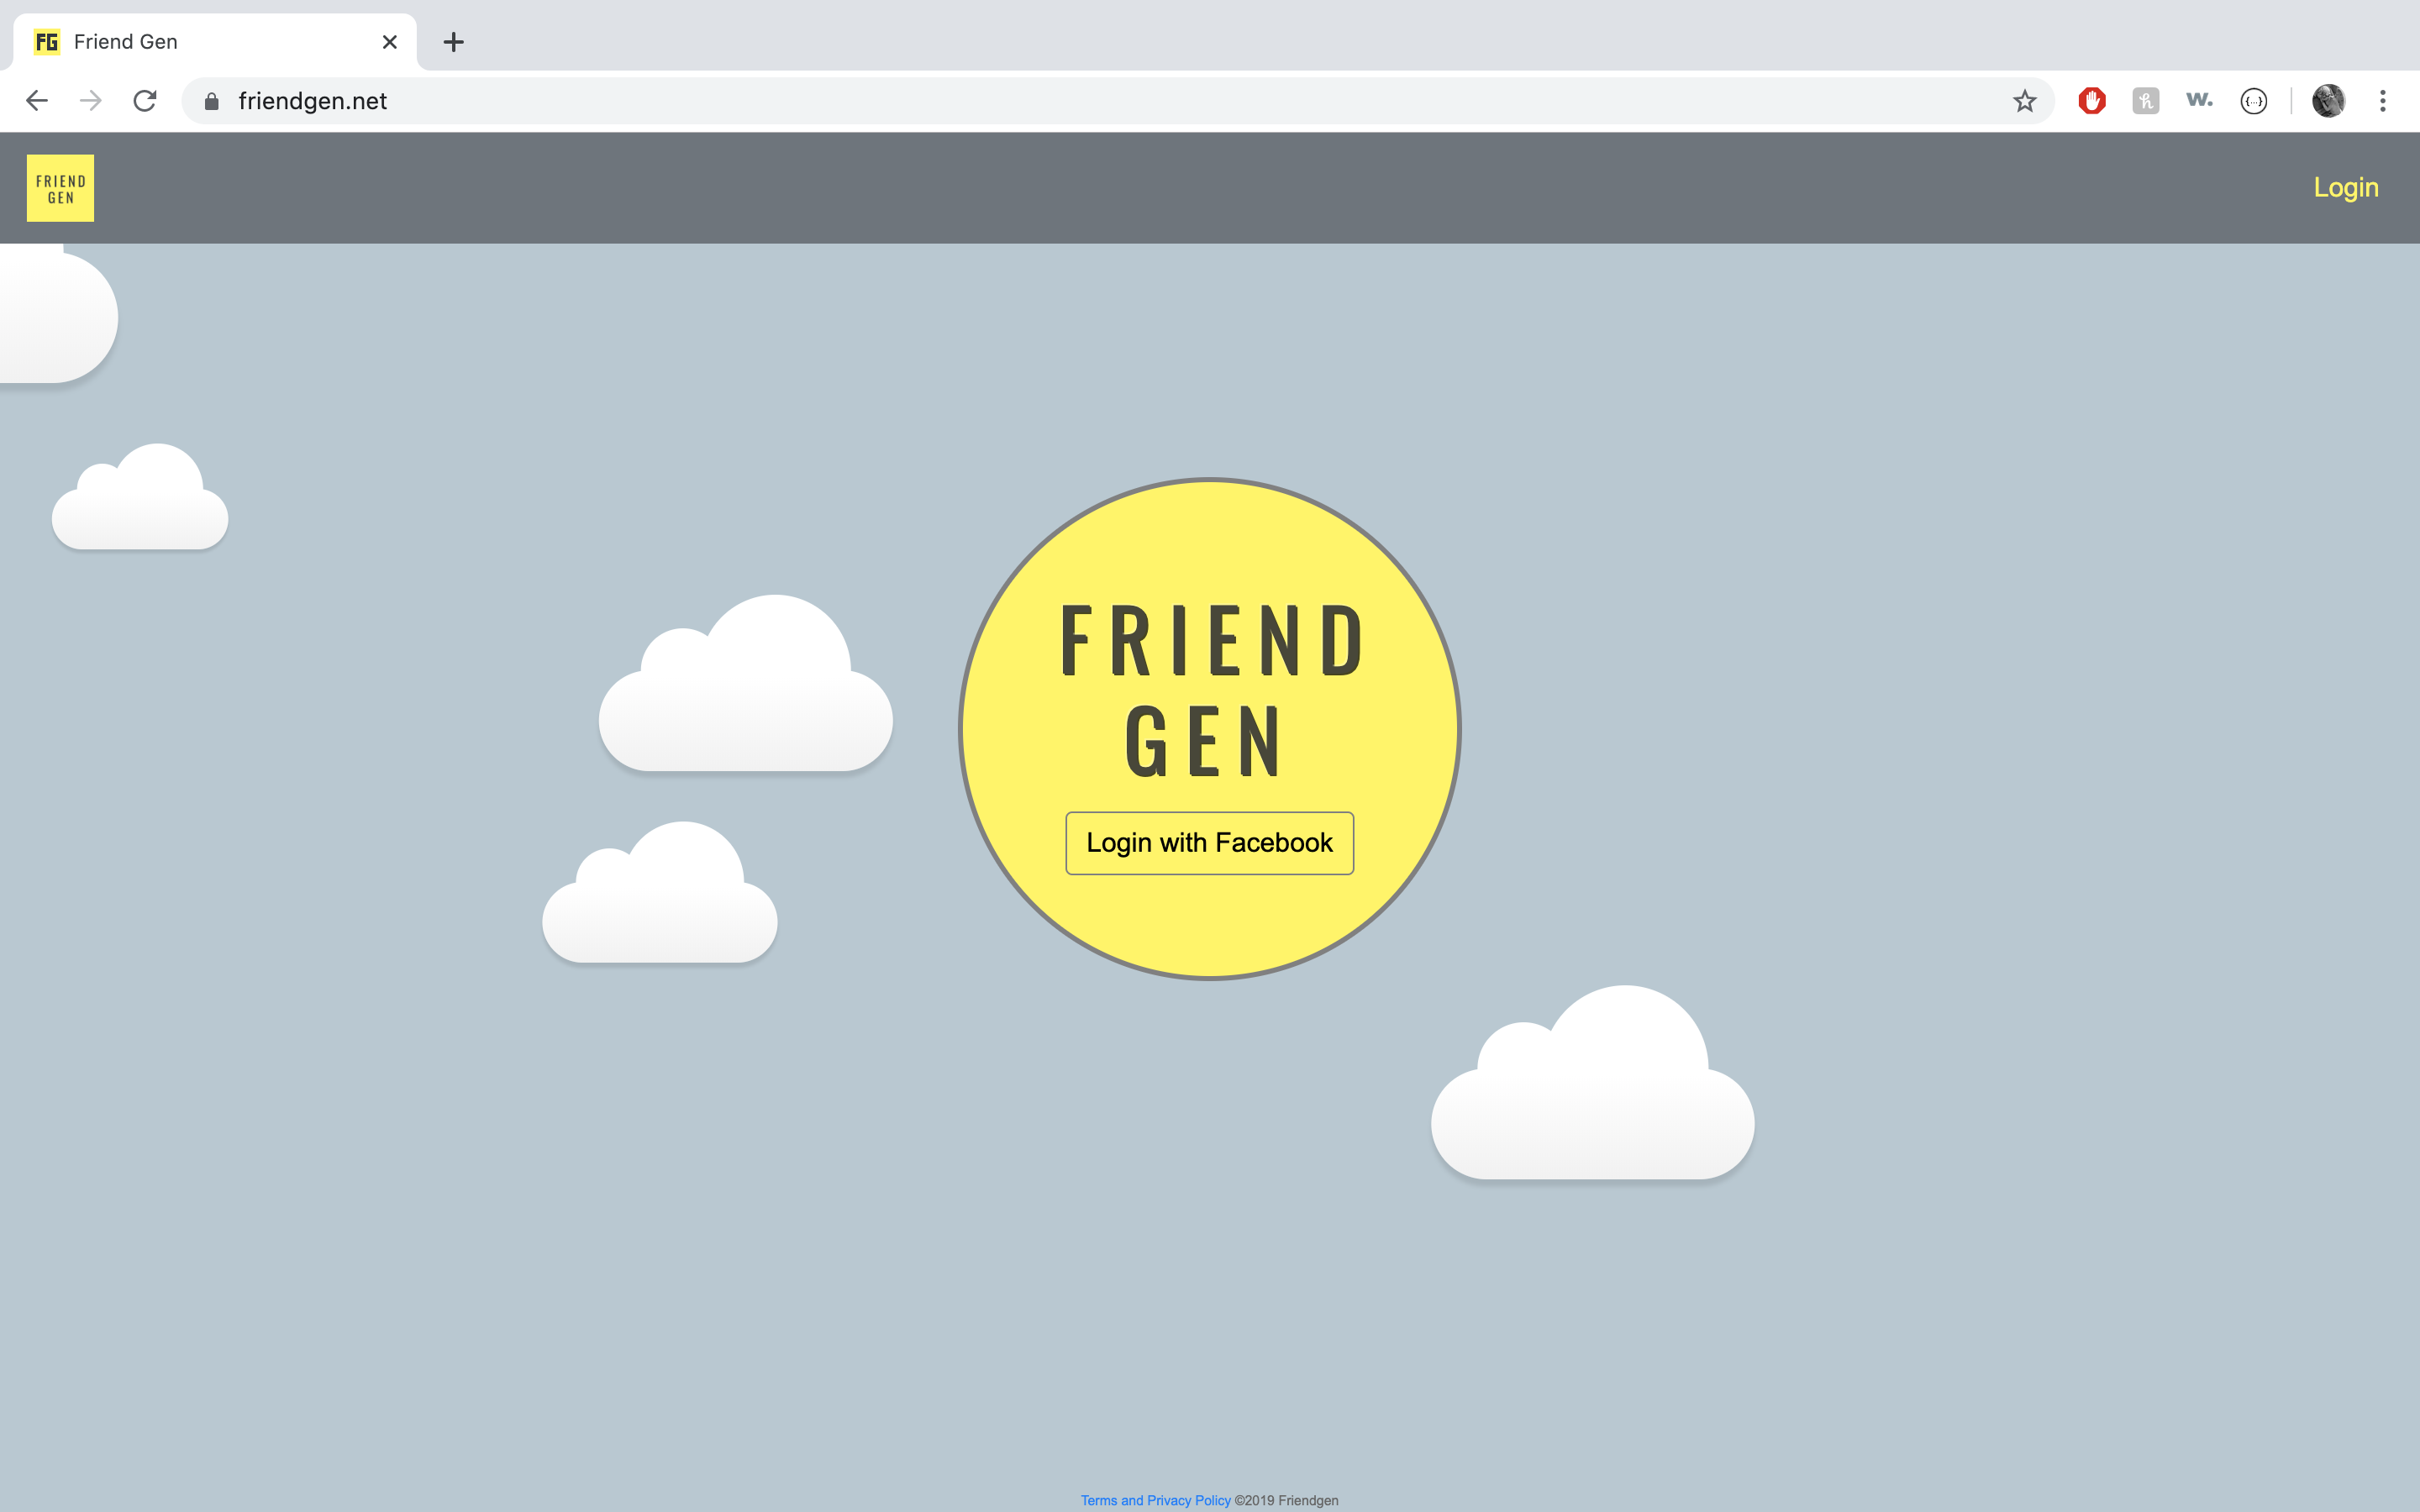 FG Friend Gen
friendgen.net
w.
{...}
FRIEND
GEN
Login
FRIEND
GEN
Login with Facebook
Terms and Privacy Policy ©2019 Friendgen